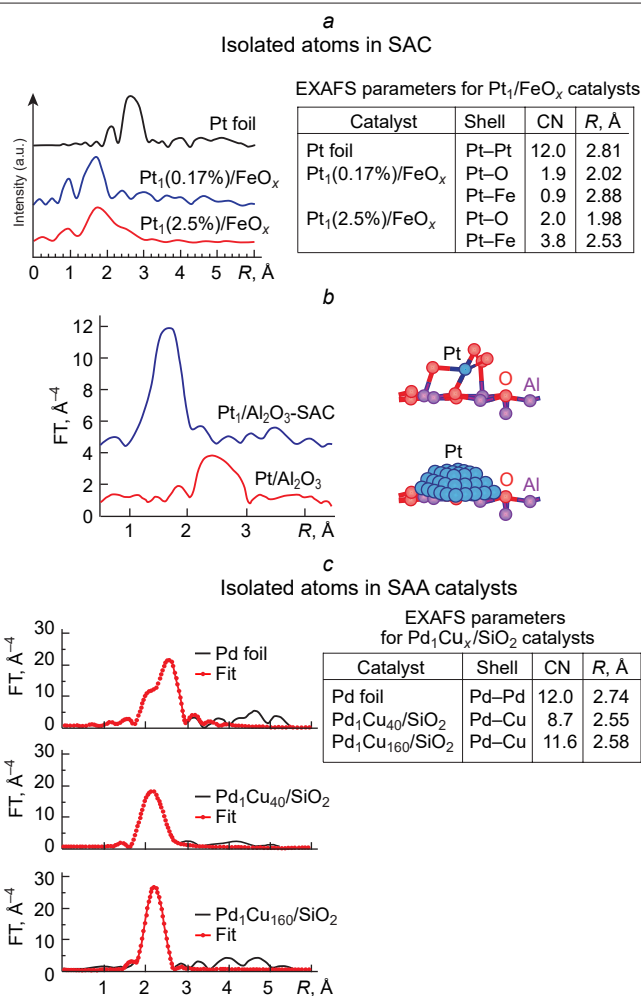 a
Isolated atoms in SAC
Intensity (a.u.)
Pt foil
Pt₁(0.17%)/FeOₓ
Pt₁(2.5%)/FeOₓ
0 1 2 3 4 5 R, Å
EXAFS parameters for Pt₁/FeOₓ catalysts
Catalyst Shell CN R, Å
Pt foil Pt–Pt 12.0 2.81
Pt₁(0.17%)/FeOₓ Pt–O 1.9 2.02
Pt–Fe 0.9 2.88
Pt₁(2.5%)/FeOₓ Pt–O 2.0 1.98
Pt–Fe 3.8 2.53
b
FT, Å⁻⁴
12
10
8
6
4
2
0
Pt₁/Al₂O₃-SAC
Pt/Al₂O₃
1 2 3 R, Å
Pt
O
Al
Pt
O
Al
c
Isolated atoms in SAA catalysts
FT, Å⁻⁴
30
20
10
0
Pd foil
Fit
FT, Å⁻⁴
30
20
10
0
Pd₁Cu₄₀/SiO₂
Fit
FT, Å⁻⁴
30
20
10
0
Pd₁Cu₁₆₀/SiO₂
Fit
1 2 3 4 5 R, Å
EXAFS parameters
for Pd₁Cuₓ/SiO₂ catalysts
Catalyst Shell CN R, Å
Pd foil Pd–Pd 12.0 2.74
Pd₁Cu₄₀/SiO₂ Pd–Cu 8.7 2.55
Pd₁Cu₁₆₀/SiO₂ Pd–Cu 11.6 2.58